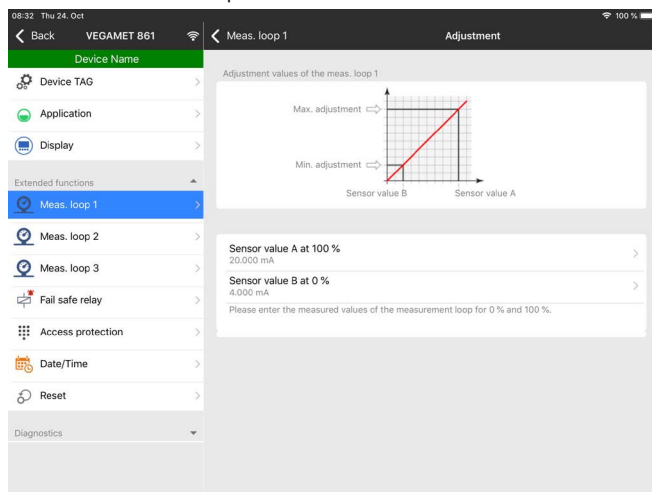 08:32 Thu 24. Oct
100 %
Back
VEGAMET 861
Meas. loop 1
Adjustment
Device Name
Device TAG
Application
Display
Extended functions
Meas. loop 1
Meas. loop 2
Meas. loop 3
Fail safe relay
Access protection
Date/Time
Reset
Diagnostics
Adjustment values of the meas. loop 1
Max. adjustment
Min. adjustment
Sensor value B
Sensor value A
Sensor value A at 100 %
20.000 mA
Sensor value B at 0 %
4.000 mA
Please enter the measured values of the measurement loop for 0 % and 100 %.